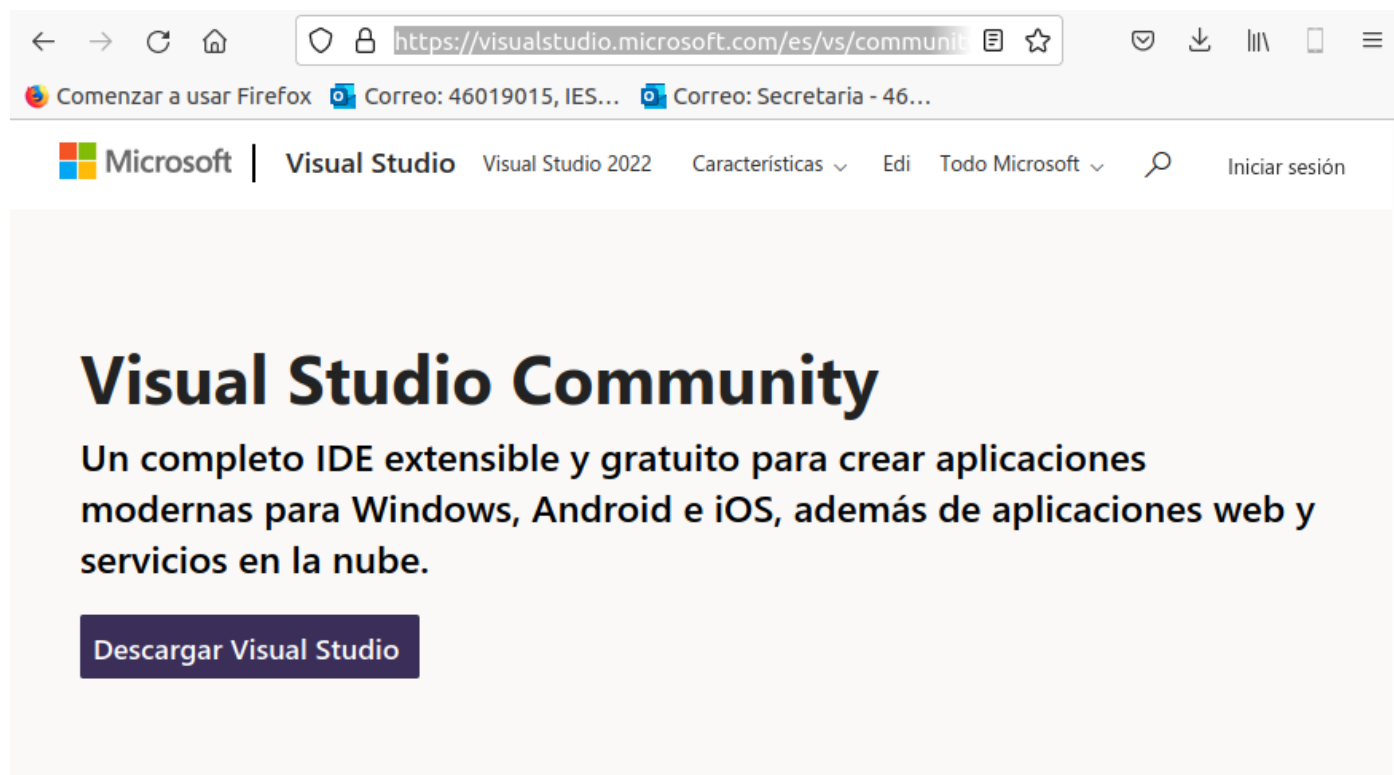 https://visualstudio.microsoft.com/es/vs/communit
Comenzar a usar Firefox Correo: 46019015, IES... Correo: Secretaria - 46...
Microsoft Visual Studio Visual Studio 2022 Características Edi Todo Microsoft Iniciar sesión
Visual Studio Community
Un completo IDE extensible y gratuito para crear aplicaciones
modernas para Windows, Android e iOS, además de aplicaciones web y
servicios en la nube.
Descargar Visual Studio